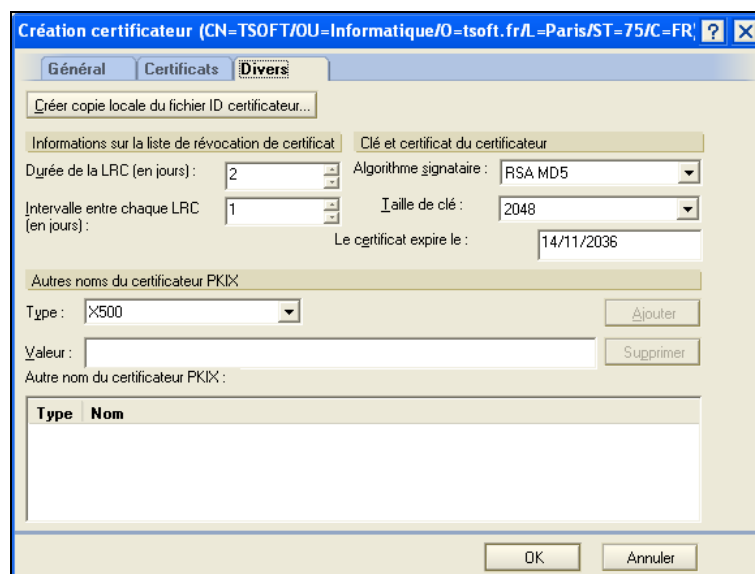 Création certificateur (CN=TSOFT/OU=Informatique/O=tsoft.fr/L=Paris/ST=75/C=FR)
Général Certificats Divers
Créer copie locale du fichier ID certificateur...
Informations sur la liste de révocation de certificat
Durée de la LRC (en jours) : 2
Intervalle entre chaque LRC (en jours) : 1
Clé et certificat du certificateur
Algorithme signataire : RSA MD5
Taille de clé : 2048
Le certificat expire le : 14/11/2036
Autres noms du certificateur PKIX
Type : X500
Ajouter
Valeur :
Supprimer
Autre nom du certificateur PKIX :
Type Nom
OK Annuler